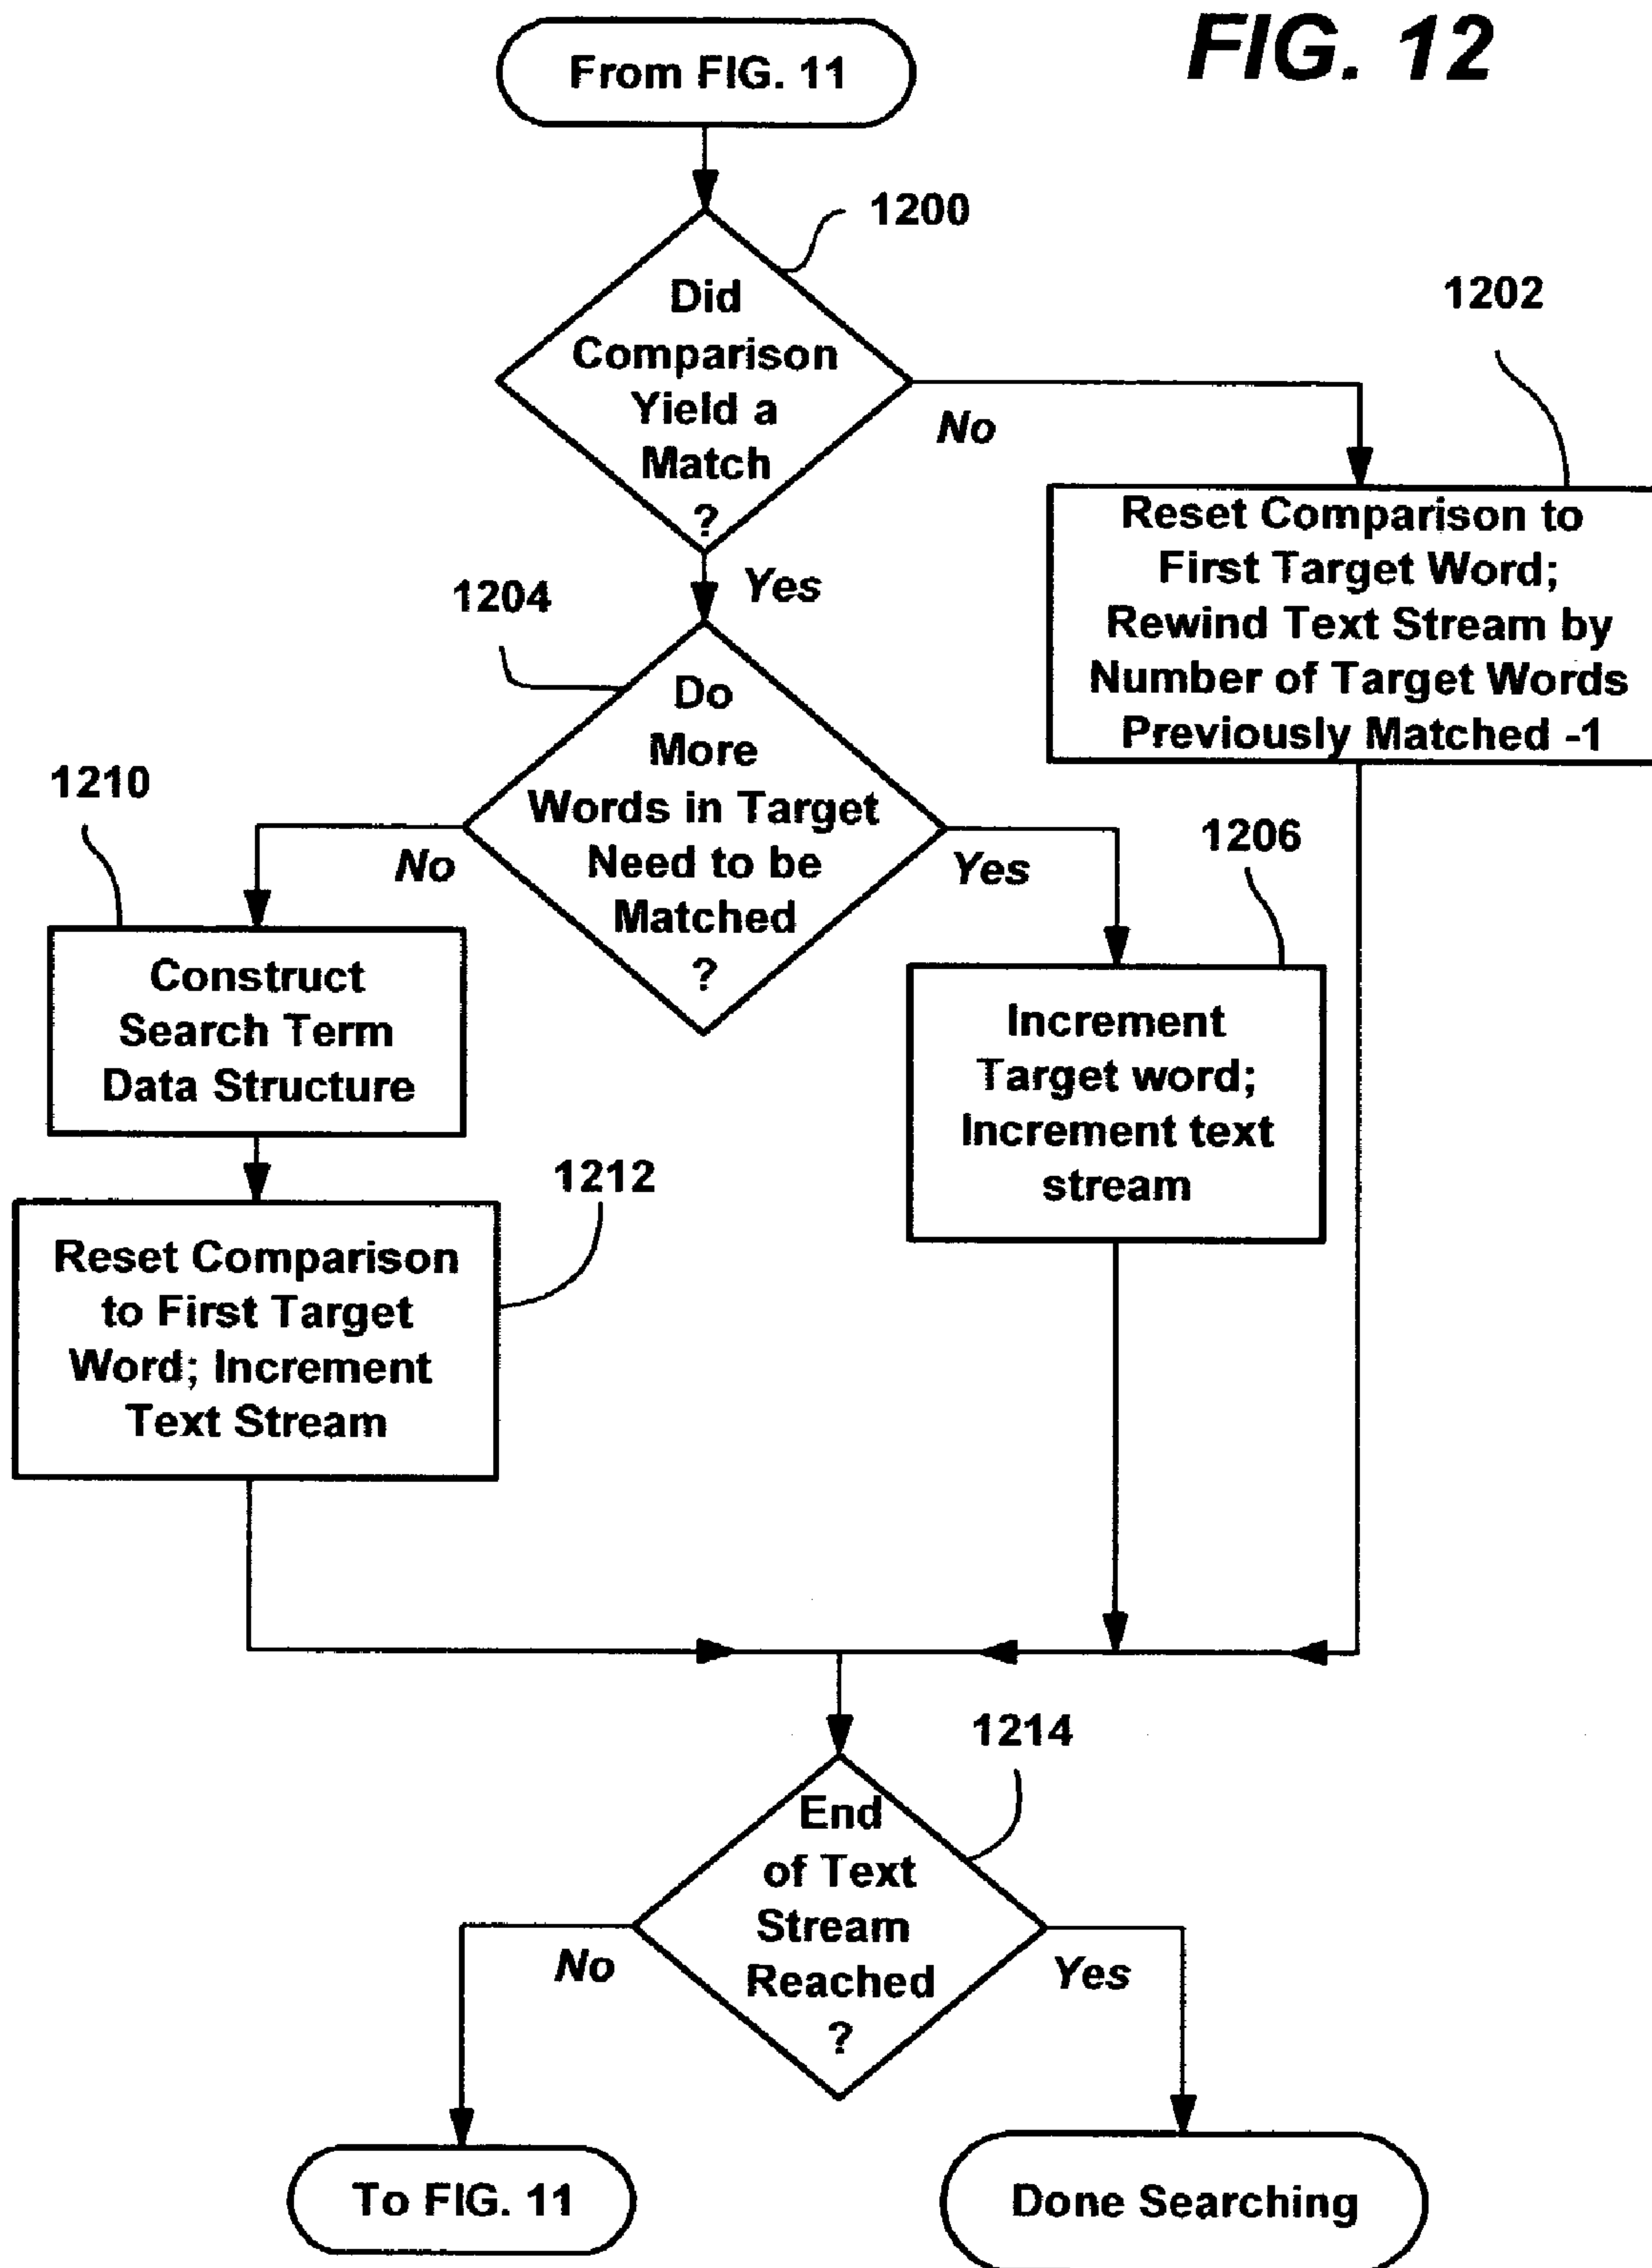 FIG. 12
From FIG. 11
1200
Did
Comparison
Yield a
Match
?
No
Yes
1202
Reset Comparison to
First Target Word;
Rewind Text Stream by
Number of Target Words
Previously Matched -1
1204
Do
More
Words in Target
Need to be
Matched
?
No
Yes
1210
Construct
Search Term
Data Structure
1206
Increment
Target word;
Increment text
stream
1212
Reset Comparison
to First Target
Word; Increment
Text Stream
1214
End
of Text
Stream
Reached
?
No
Yes
To FIG. 11
Done Searching